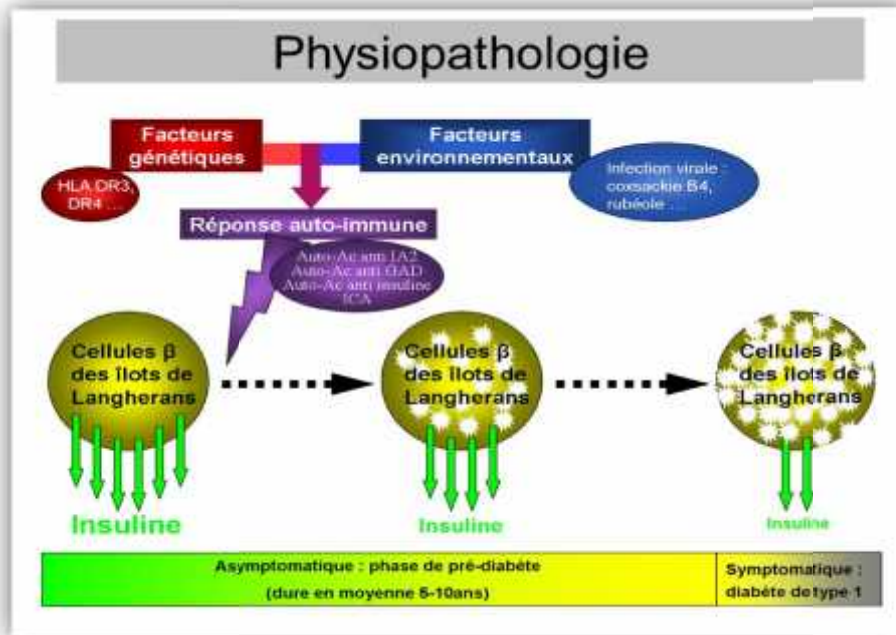 Physiopathologie
Facteurs
génétiques
Facteurs
environnementaux
HLA DR3,
DR4 ...
Infection virale :
coxsackie B4,
rubéole ...
Réponse auto-immune
Auto-Ac anti IA2
Auto-Ac anti GAD
Auto-Ac anti insuline
ICA
Cellules β
des îlots de
Langherans
Cellules β
des îlots de
Langherans
Cellules β
des îlots de
Langherans
Insuline
Insuline
Insuline
Asymptomatique : phase de pré-diabète
(dure en moyenne 5-10ans)
Symptomatique :
diabéte de type 1